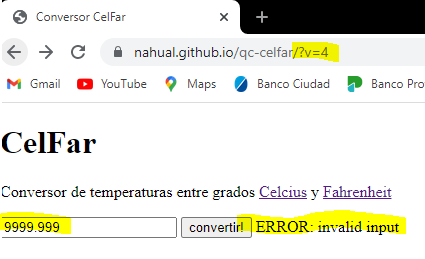 Conversor CelFar
nahual.github.io/qc-celfar/?v=4
Gmail YouTube Maps Banco Ciudad Banco Pro
CelFar
Conversor de temperaturas entre grados Celcius y Fahrenheit
9999.999 convertir! ERROR: invalid input